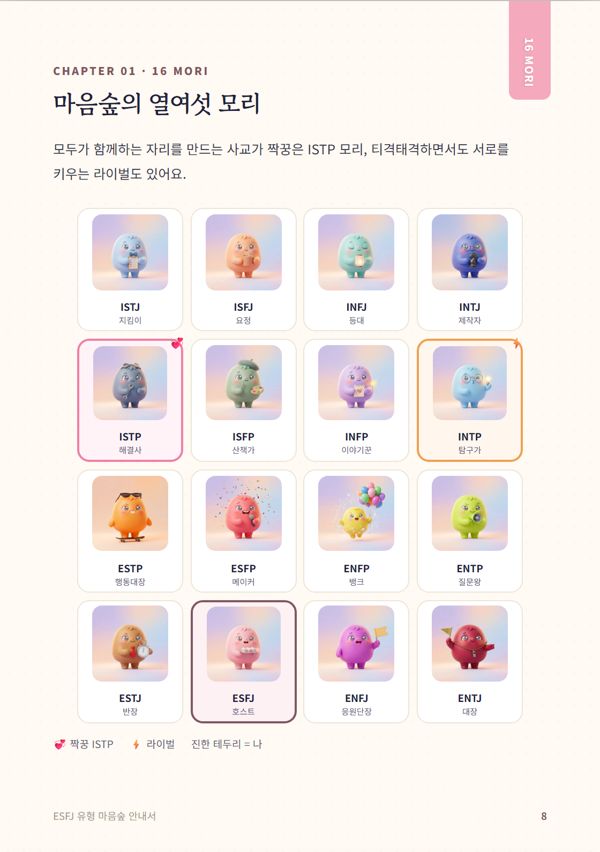 16 MORI
CHAPTER 01 · 16 MORI
마음숲의 열여섯 모리
모두가 함께하는 자리를 만드는 사교가 짝꿍은 ISTP 모리, 티격태격하면서도 서로를
키우는 라이벌도 있어요.
ISTJ
지킴이
ISFJ
요정
INFJ
등대
INTJ
제작자
ISTP
해결사
ISFP
산책가
INFP
이야기꾼
INTP
탐구가
ESTP
행동대장
ESFP
메이커
ENFP
뱅크
ENTP
질문왕
ESTJ
반장
ESFJ
호스트
ENFJ
응원단장
ENTJ
대장
짝꿍 ISTP 라이벌 진한 테두리 = 나
ESFJ 유형 마음숲 안내서
8